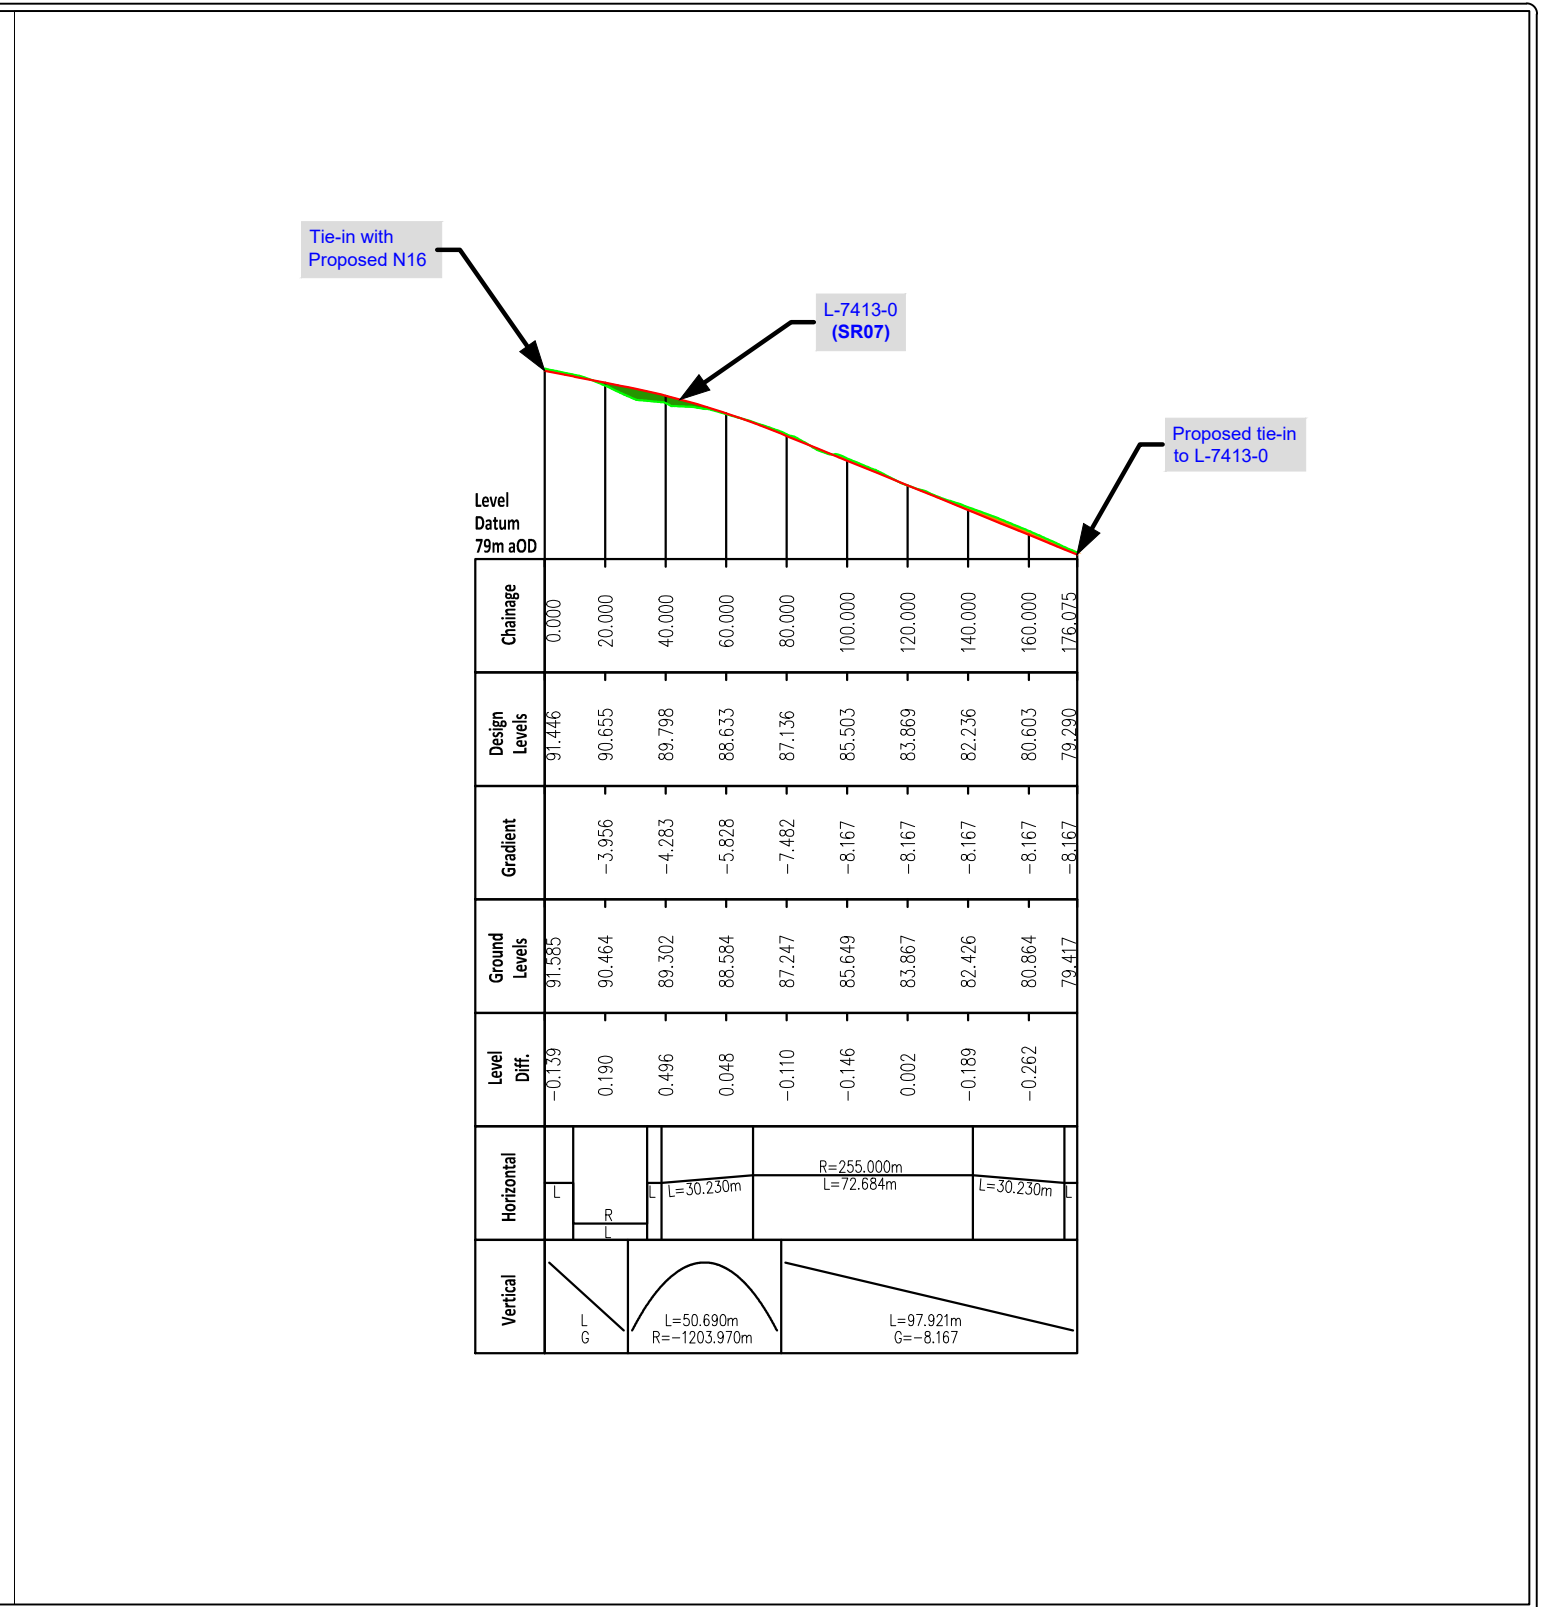 Tie-in with
Proposed N16
L-7413-0
(SR07)
Proposed tie-in
to L-7413-0
Level
Datum
79m aOD
Chainage
0.000
20.000
40.000
60.000
80.000
100.000
120.000
140.000
160.000
176.075
Design
Levels
91.446
90.655
89.798
88.633
87.136
85.503
83.869
82.236
80.603
79.290
Gradient
-3.956
-4.283
-5.828
-7.482
-8.167
-8.167
-8.167
-8.167
-8.167
Ground
Levels
91.585
90.464
89.302
88.584
87.247
85.649
83.867
82.426
80.864
79.417
Level
Diff.
-0.139
0.190
0.496
0.048
-0.110
-0.146
0.002
-0.189
-0.262
Horizontal
L
R
L
L
L=30.230m
R=255.000m
L=72.684m
L=30.230m
L
Vertical
L
G
L=50.690m
R=-1203.970m
L=97.921m
G=-8.167